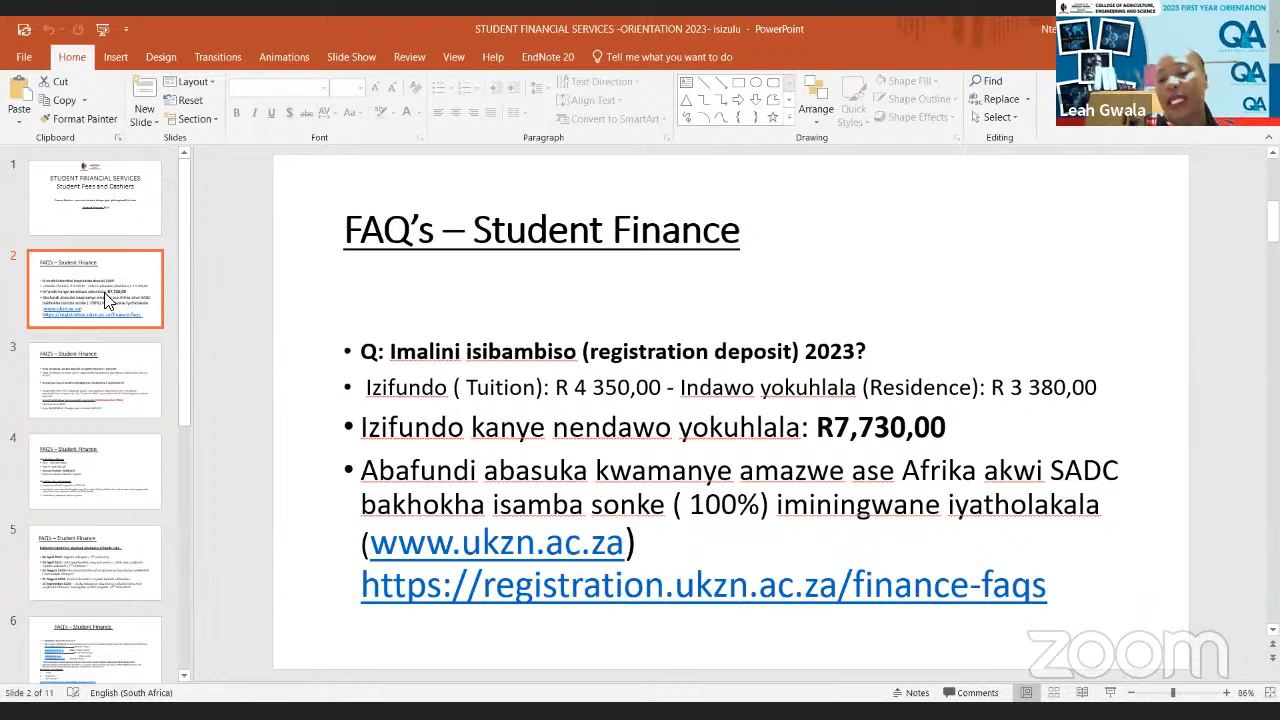 STUDENT FINANCIAL SERVICES -ORIENTATION 2023- isizulu - PowerPoint
COLLEGE OF AGRICULTURE, ENGINEERING AND SCIENCE
2023 FIRST YEAR ORIENTATION
Leah Gwala
File Home Insert Design Transitions Animations Slide Show Review View Help EndNote 20 Tell me what you want to do
Paste
Cut
Copy
Format Painter
New Slide
Layout
Reset
Section
Text Direction
Align Text
Convert to SmartArt
Arrange
Quick Styles
Shape Fill
Shape Outline
Shape Effects
Find
Replace
Select
Clipboard Slides Font Paragraph Drawing Editing
1
STUDENT FINANCIAL SERVICES
Student Fees and Cashiers
2
FAQ's – Student Finance
3
FAQ's – Student Finance
4
FAQ's – Student Finance
5
FAQ's – Student Finance
6
FAQ's – Student Finance
FAQ’s – Student Finance
• Q: Imalini isibambiso (registration deposit) 2023?
• Izifundo ( Tuition): R 4 350,00 - Indawo yokuhlala (Residence): R 3 380,00
• Izifundo kanye nendawo yokuhlala: R7,730,00
• Abafundi abasuka kwamanye amazwe ase Afrika akwi SADC
bakhokha isamba sonke ( 100%) imininingwane iyatholakala
(www.ukzn.ac.za)
https://registration.ukzn.ac.za/finance-faqs
zoom
Slide 2 of 11 English (South Africa) Notes Comments 86%